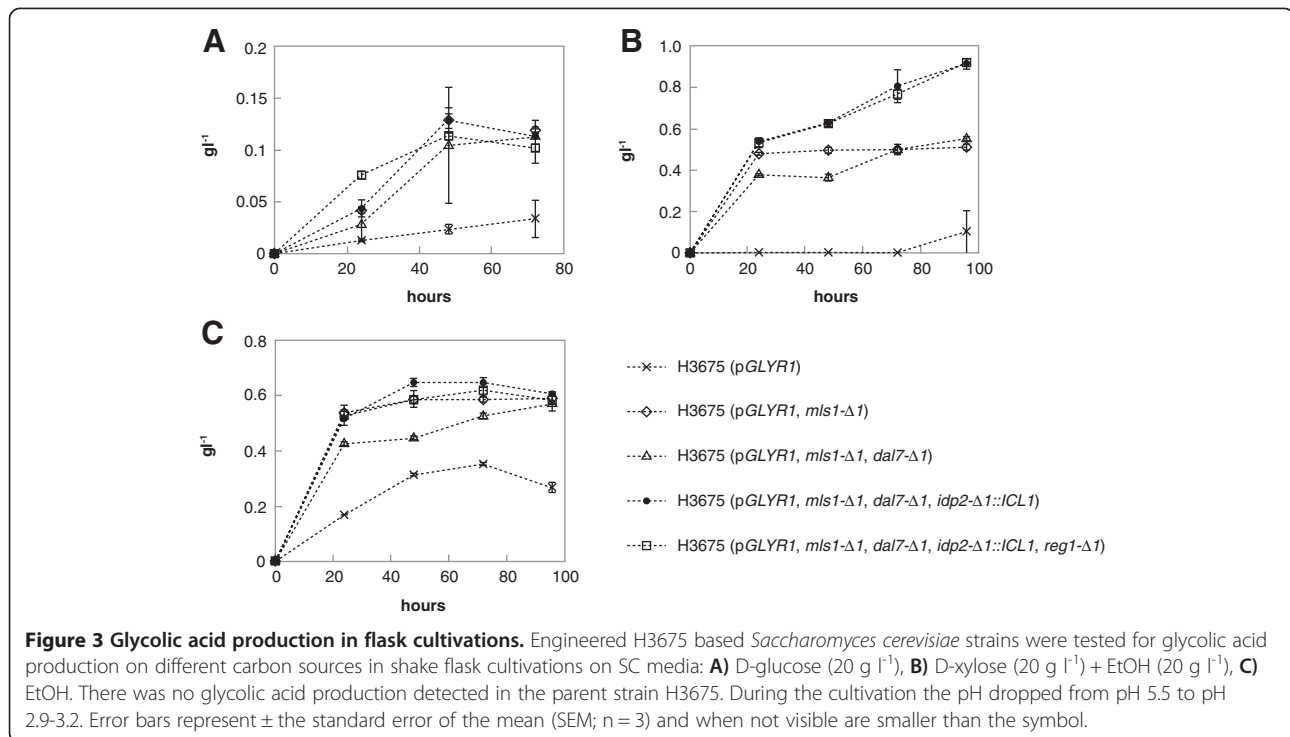 A
0.2
0.15
0.1
0.05
0
gl⁻¹
0 20 40 60 80
hours
B
1.0
0.8
0.6
0.4
0.2
0
gl⁻¹
0 20 40 60 80 100
hours
C
0.8
0.6
0.4
0.2
0
gl⁻¹
0 20 40 60 80 100
hours
H3675 (pGLYR1)
H3675 (pGLYR1, mls1-Δ1)
H3675 (pGLYR1, mls1-Δ1, dal7-Δ1)
H3675 (pGLYR1, mls1-Δ1, dal7-Δ1, idp2-Δ1::ICL1)
H3675 (pGLYR1, mls1-Δ1, dal7-Δ1, idp2-Δ1::ICL1, reg1-Δ1)
Figure 3 Glycolic acid production in flask cultivations. Engineered H3675 based Saccharomyces cerevisiae strains were tested for glycolic acid
production on different carbon sources in shake flask cultivations on SC media: A) D-glucose (20 g l⁻¹), B) D-xylose (20 g l⁻¹) + EtOH (20 g l⁻¹), C)
EtOH. There was no glycolic acid production detected in the parent strain H3675. During the cultivation the pH dropped from pH 5.5 to pH
2.9-3.2. Error bars represent ± the standard error of the mean (SEM; n = 3) and when not visible are smaller than the symbol.